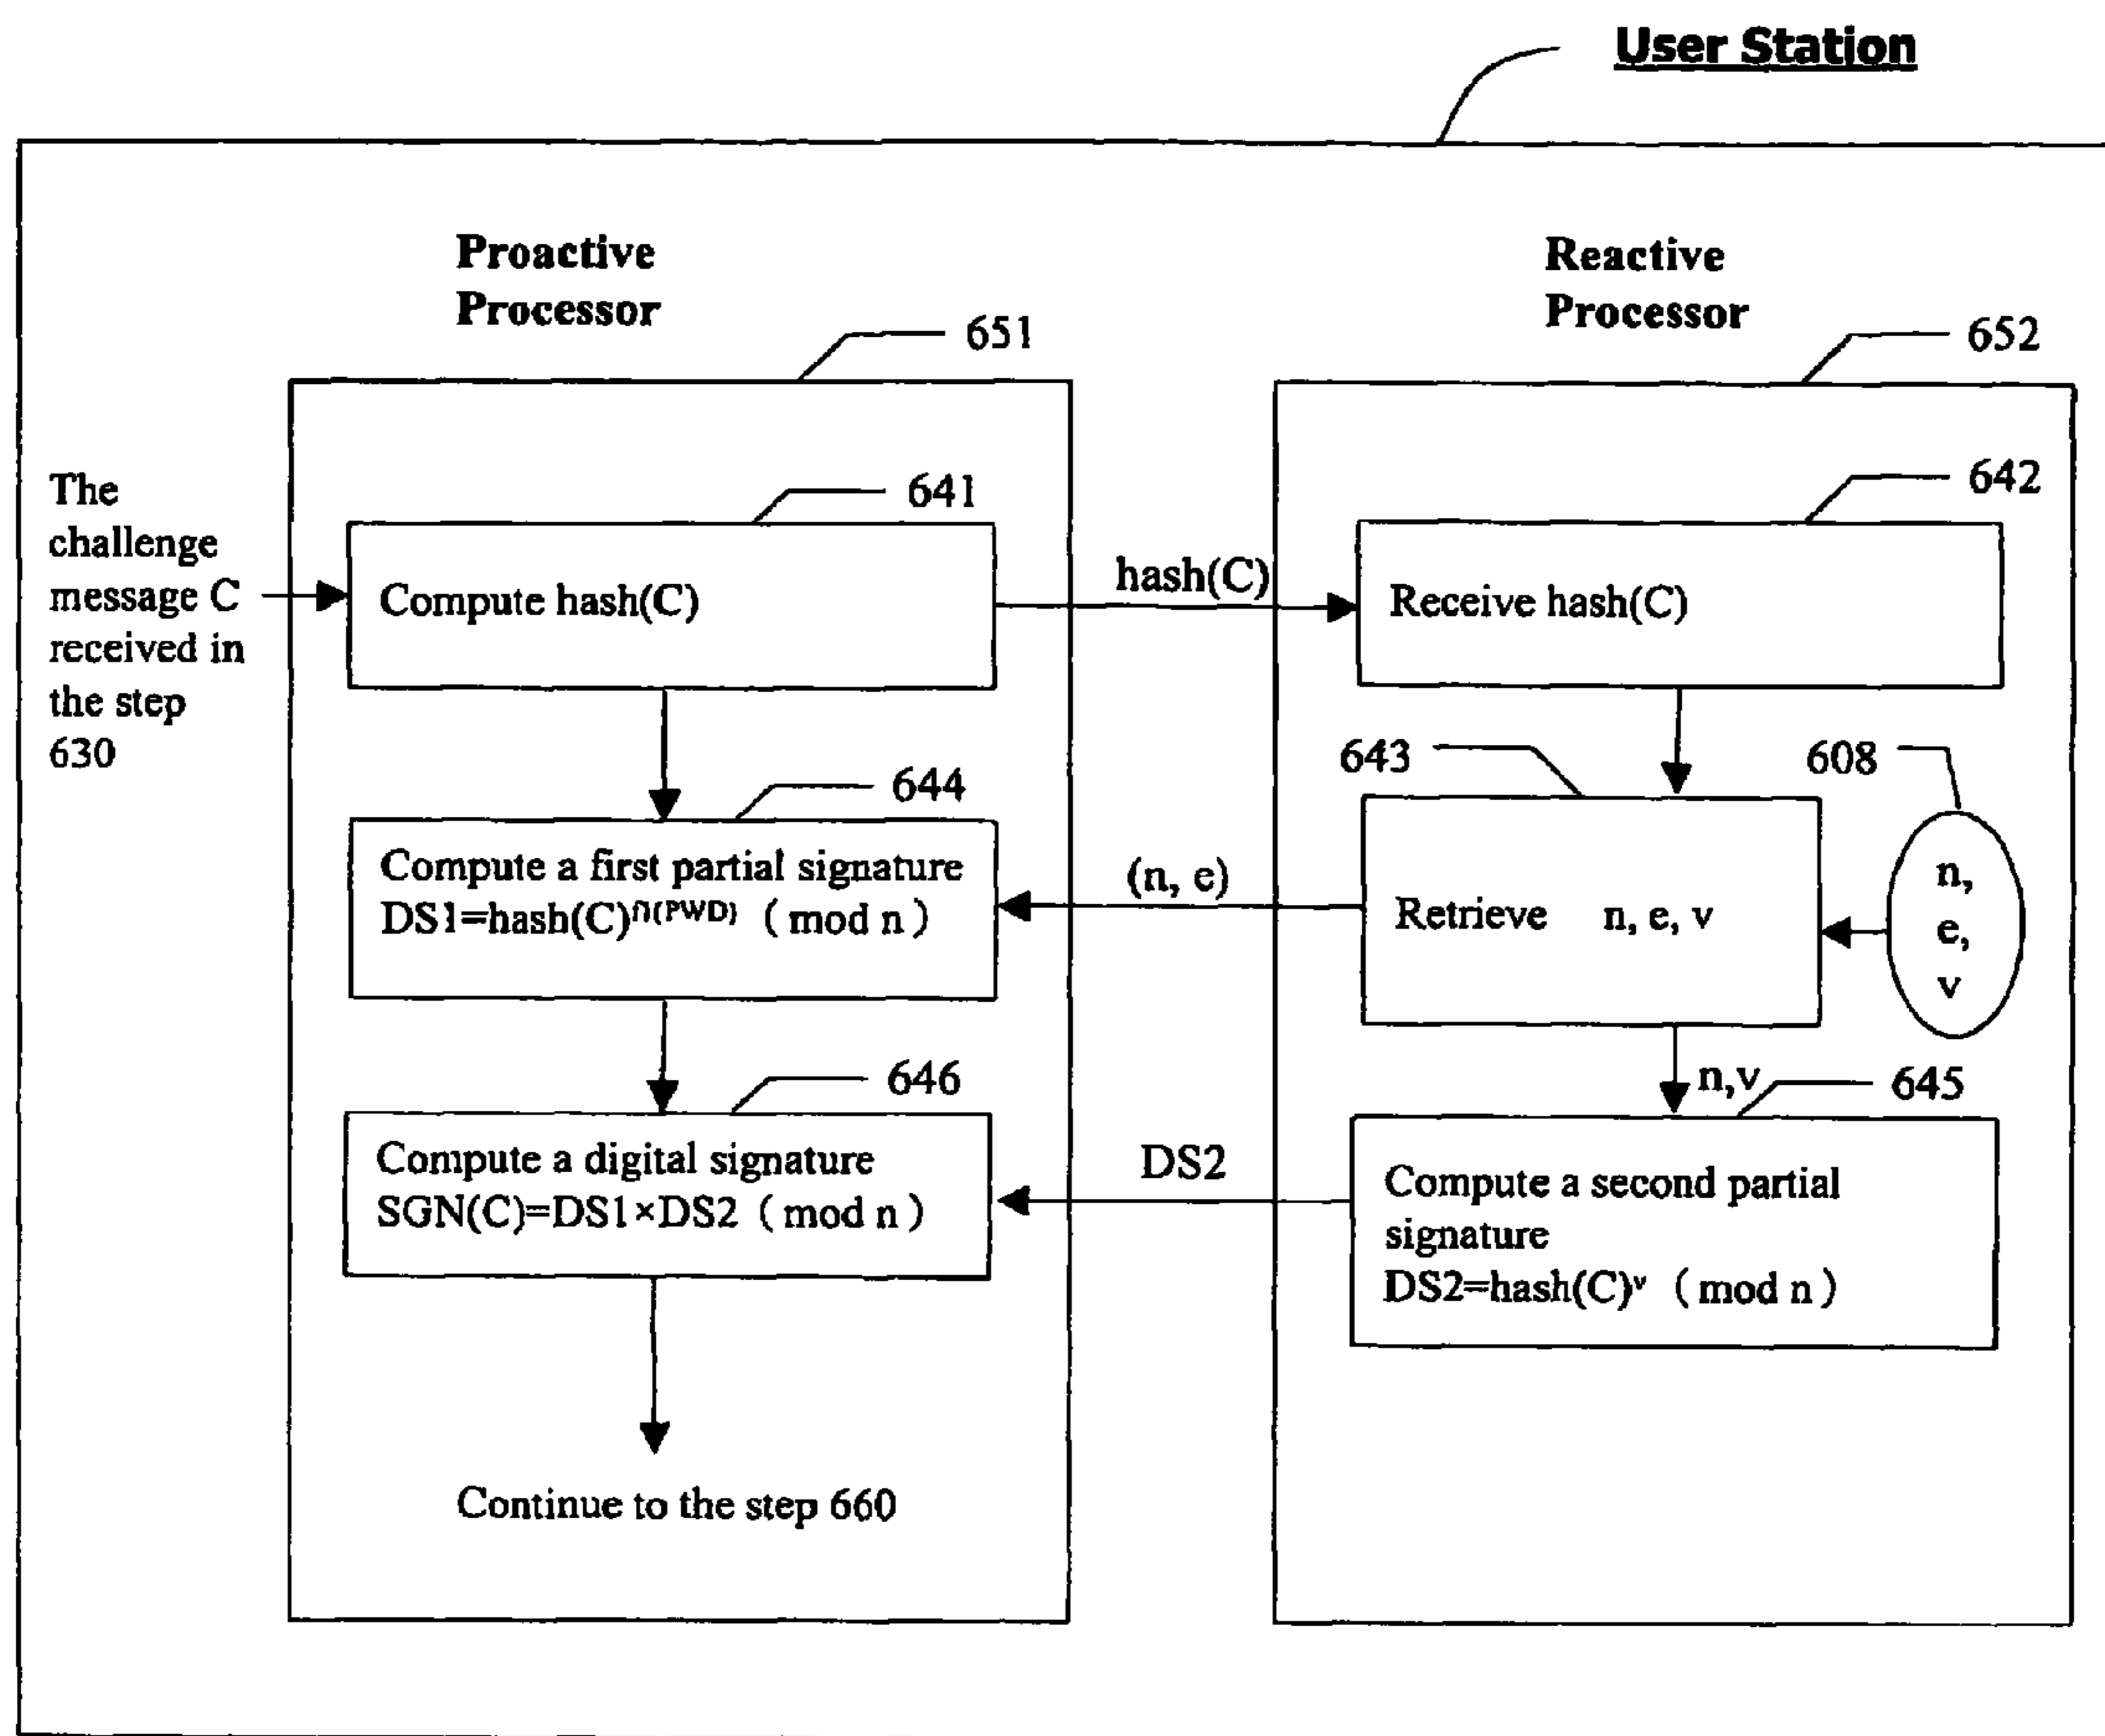 User Station
Proactive
Processor
651
Reactive
Processor
652
The
challenge
message C
received in
the step
630
641
Compute hash(C)
hash(C)
642
Receive hash(C)
644
Compute a first partial signature
DS1=hash(C)^∩(PWD) ( mod n )
(n, e)
643
Retrieve n, e, v
608
n,
e,
v
n,v
646
Compute a digital signature
SGN(C)=DS1×DS2 ( mod n )
DS2
645
Compute a second partial
signature
DS2=hash(C)^v ( mod n )
Continue to the step 660